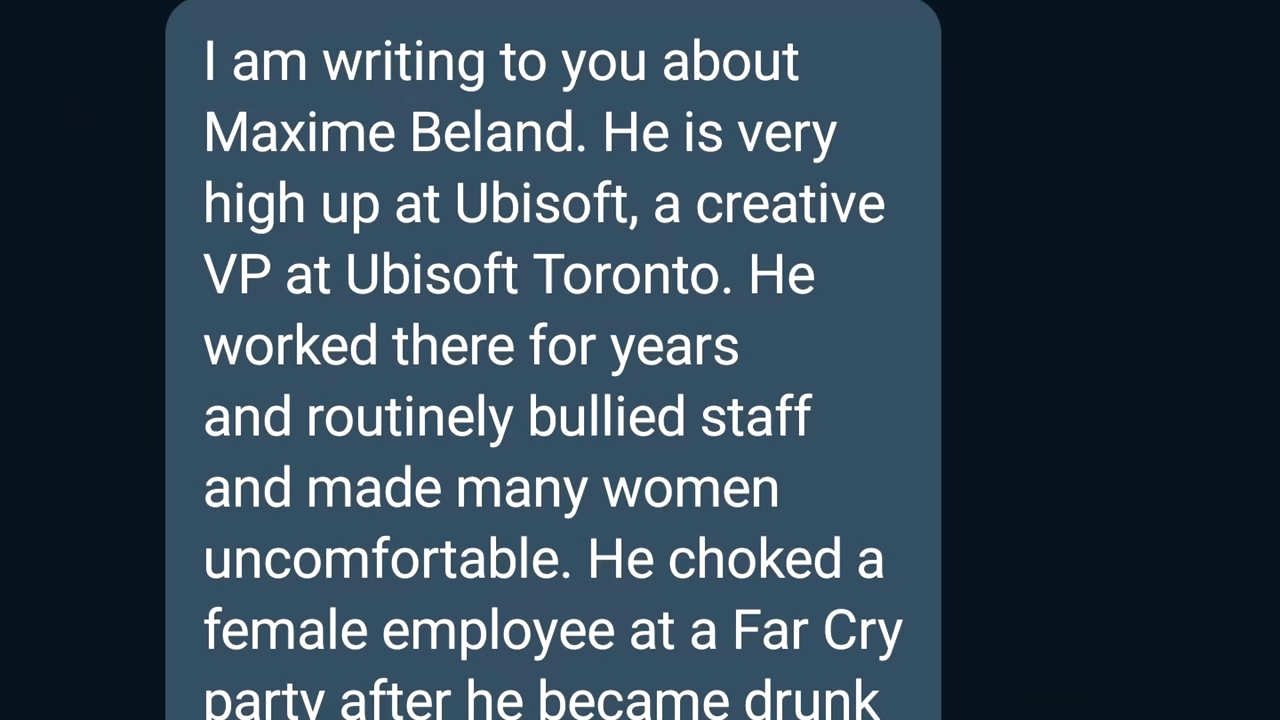 I am writing to you about
Maxime Beland. He is very
high up at Ubisoft, a creative
VP at Ubisoft Toronto. He
worked there for years
and routinely bullied staff
and made many women
uncomfortable. He choked a
female employee at a Far Cry
party after he became drunk